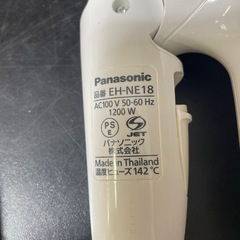 Panasonic
品番 EH-NE18
AC100 V 50-60 Hz
1200 W
PS
E
S
JET
パナソニック
株式会社
Made in Thailand
温度ヒューズ 142℃